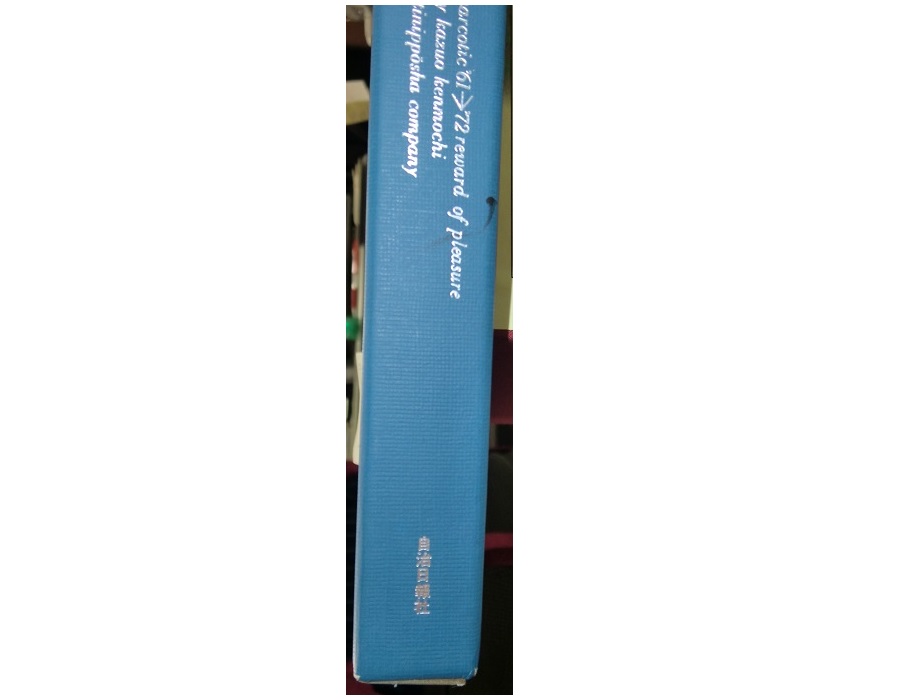 arcotic '61→'72 reward of pleasure
kazuo kenmochi
inippōsha company